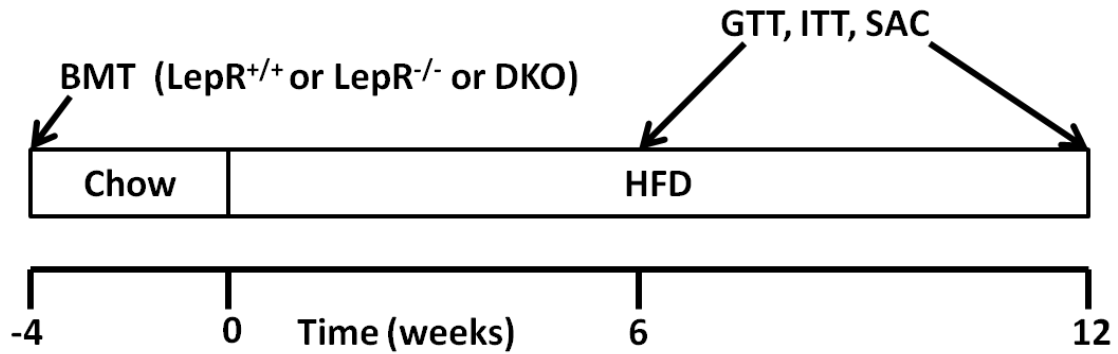 GTT, ITT, SAC
BMT (LepR+/+ or LepR-/- or DKO)
Chow
HFD
-4
0
Time (weeks)
6
12